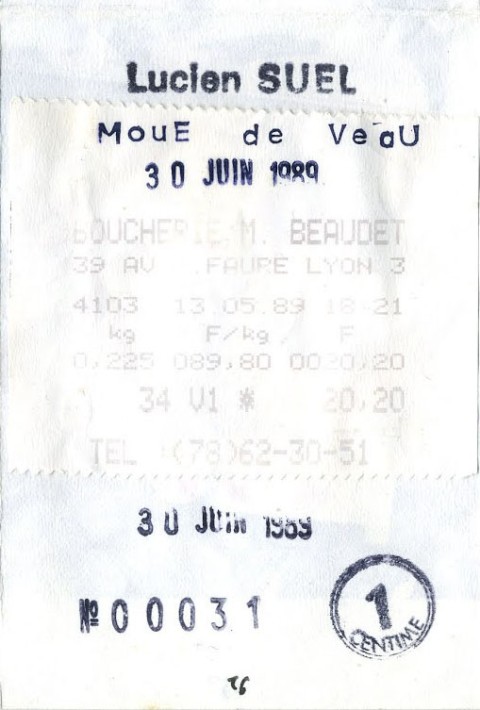 Lucien SUEL
MouE de VeaU
30 JUIN 1989
BOUCHERIE M. BEAUDET
39 AV . FAURE LYON 3
4103 13.05.89 18-21
kg F/kg F
0,225 089,80 0020,20
34 V1 * 20,20
TEL (78)62-30-51
30 JUIN 1989
№ 00031
1
CENTIME